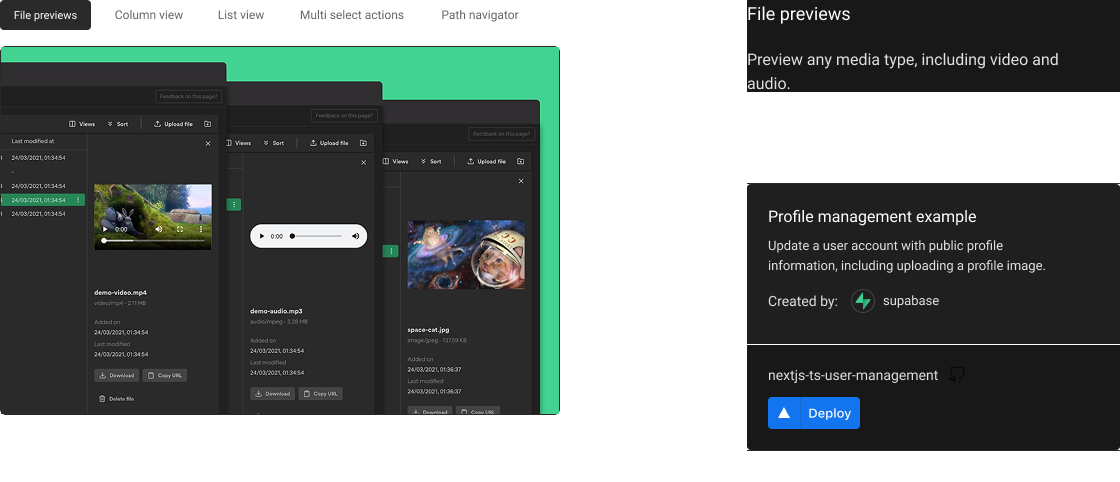 File previews
Column view
List view
Multi select actions
Path navigator
Feedback on this page?
Views
Sort
Upload file
Last modified at
24/03/2021, 01:34:54
-
24/03/2021, 01:34:54
24/03/2021, 01:34:54
24/03/2021, 01:34:54
0:00
demo-video.mp4
video/mp4 - 2.11 MB
Added on
24/03/2021, 01:34:54
Last modified
24/03/2021, 01:34:54
Download
Copy URL
Delete file
Feedback on this page?
Views
Sort
Upload file
0:00
demo-audio.mp3
audio/mpeg - 3.28 MB
Added on
24/03/2021, 01:34:54
Last modified
24/03/2021, 01:34:54
Download
Copy URL
Feedback on this page?
Views
Sort
Upload file
space-cat.jpg
image/jpeg - 137.59 KB
Added on
24/03/2021, 01:36:37
Last modified
24/03/2021, 01:36:37
Download
Copy URL
File previews
Preview any media type, including video and
audio.
Profile management example
Update a user account with public profile
information, including uploading a profile image.
Created by: supabase
nextjs-ts-user-management
Deploy